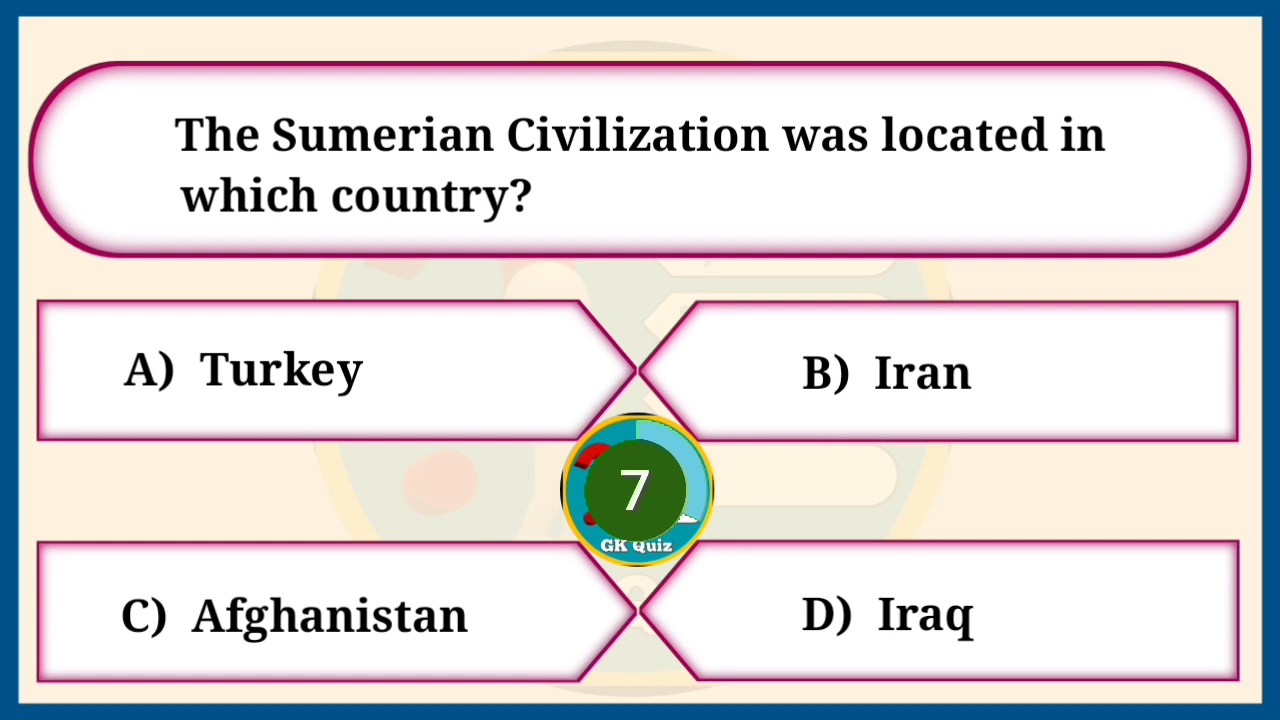 The Sumerian Civilization was located in
which country?
A) Turkey
B) Iran
7
GK Quiz
C) Afghanistan
D) Iraq